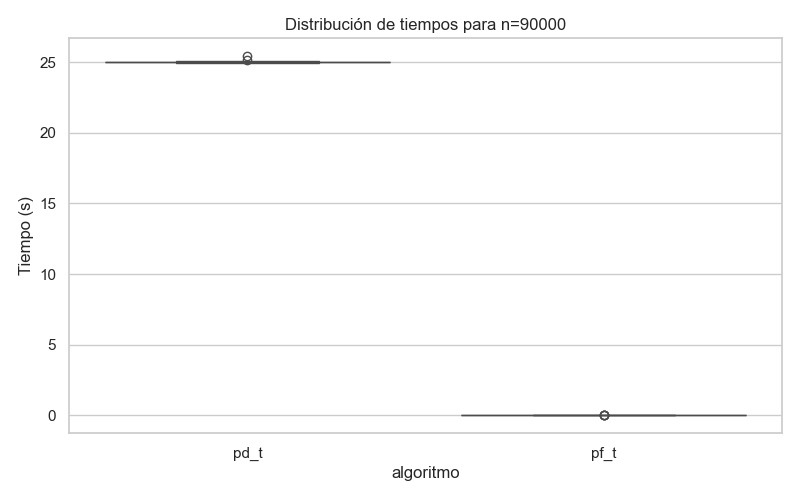 Distribución de tiempos para n=90000
Tiempo (s)
25
20
15
10
5
0
pd_t
pf_t
algoritmo